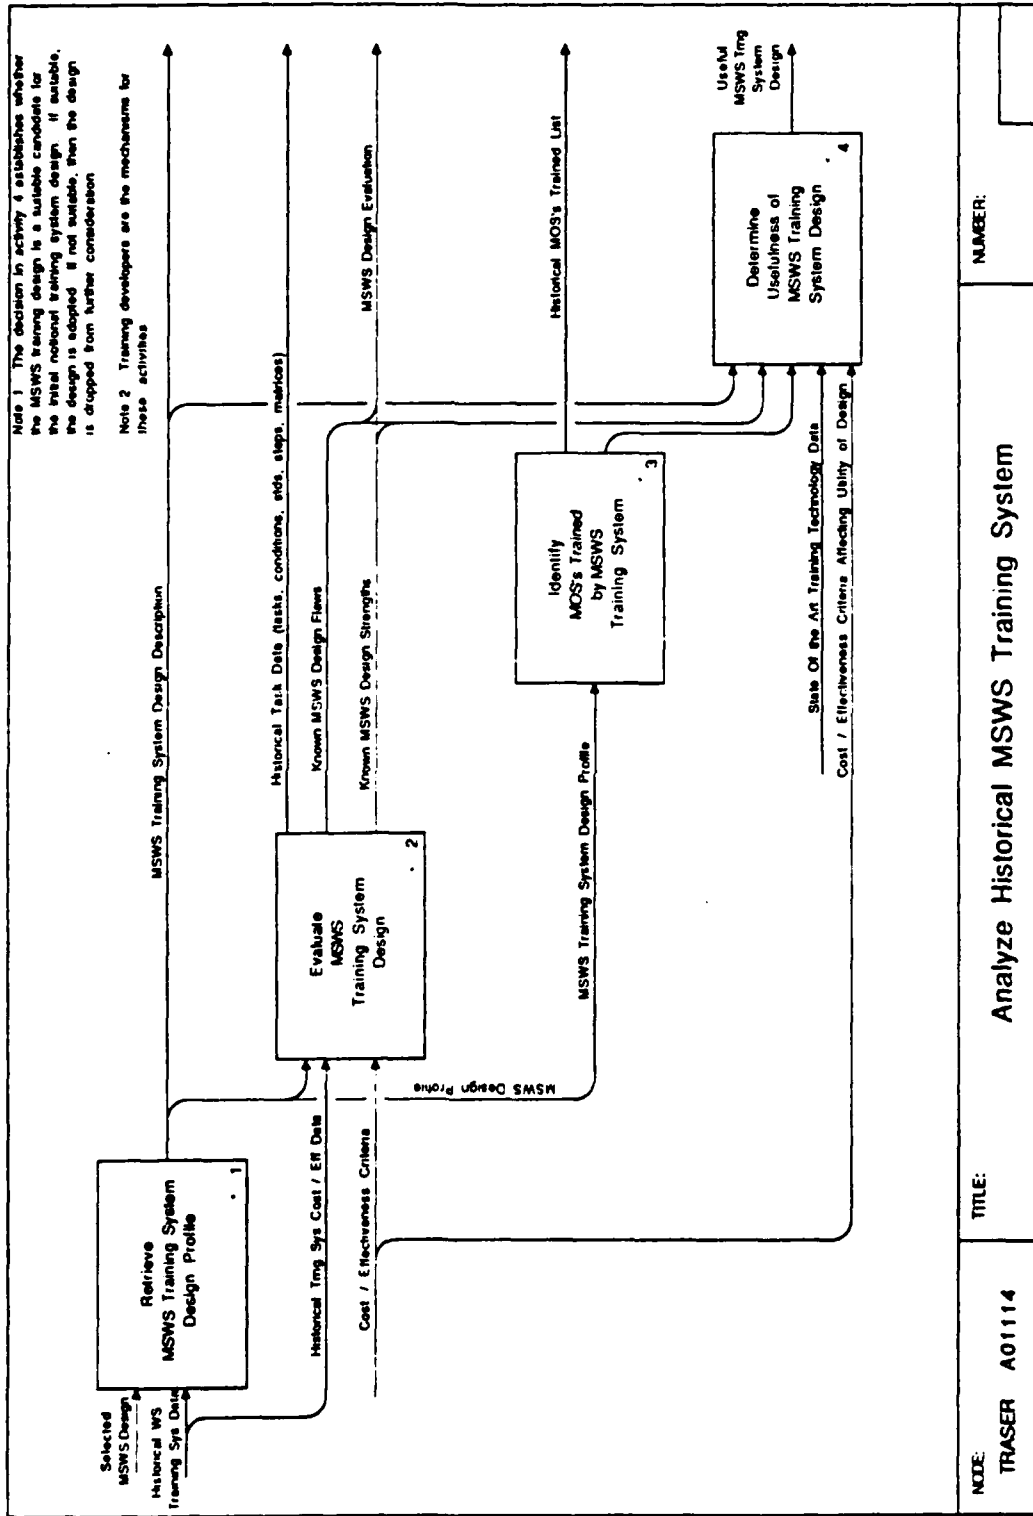 Note 1 The decision in activity 4 establishes whether
the MSWS training design is a suitable candidate for
the initial notional training system design. If suitable,
the design is adopted If not suitable, then the design
is dropped from further consideration
Note 2 Training developers are the mechanisms for
these activities
Selected
MSWS Design
Historical WS
Training Sys Data
Retrieve
MSWS Training System
Design Profile
1
MSWS Training System Design Description
Historical Trng Sys Cost / Eff Data
Cost / Effectiveness Criteria
MSWS Design Profile
Evaluate
MSWS
Training System
Design
2
Historical Task Data (tasks, conditions, stds, steps, matrices)
Known MSWS Design Flaws
Known MSWS Design Strengths
MSWS Design Evaluation
MSWS Training System Design Profile
Identify
MOS's Trained
by MSWS
Training System
3
Historical MOS's Trained List
State Of the Art Training Technology Data
Cost / Effectiveness Criteria Affecting Utility of Design
Determine
Usefulness of
MSWS Training
System Design
4
Useful
MSWS Trng
System
Design
NODE:
TRASER A01114
TITLE:
Analyze Historical MSWS Training System
NUMBER: